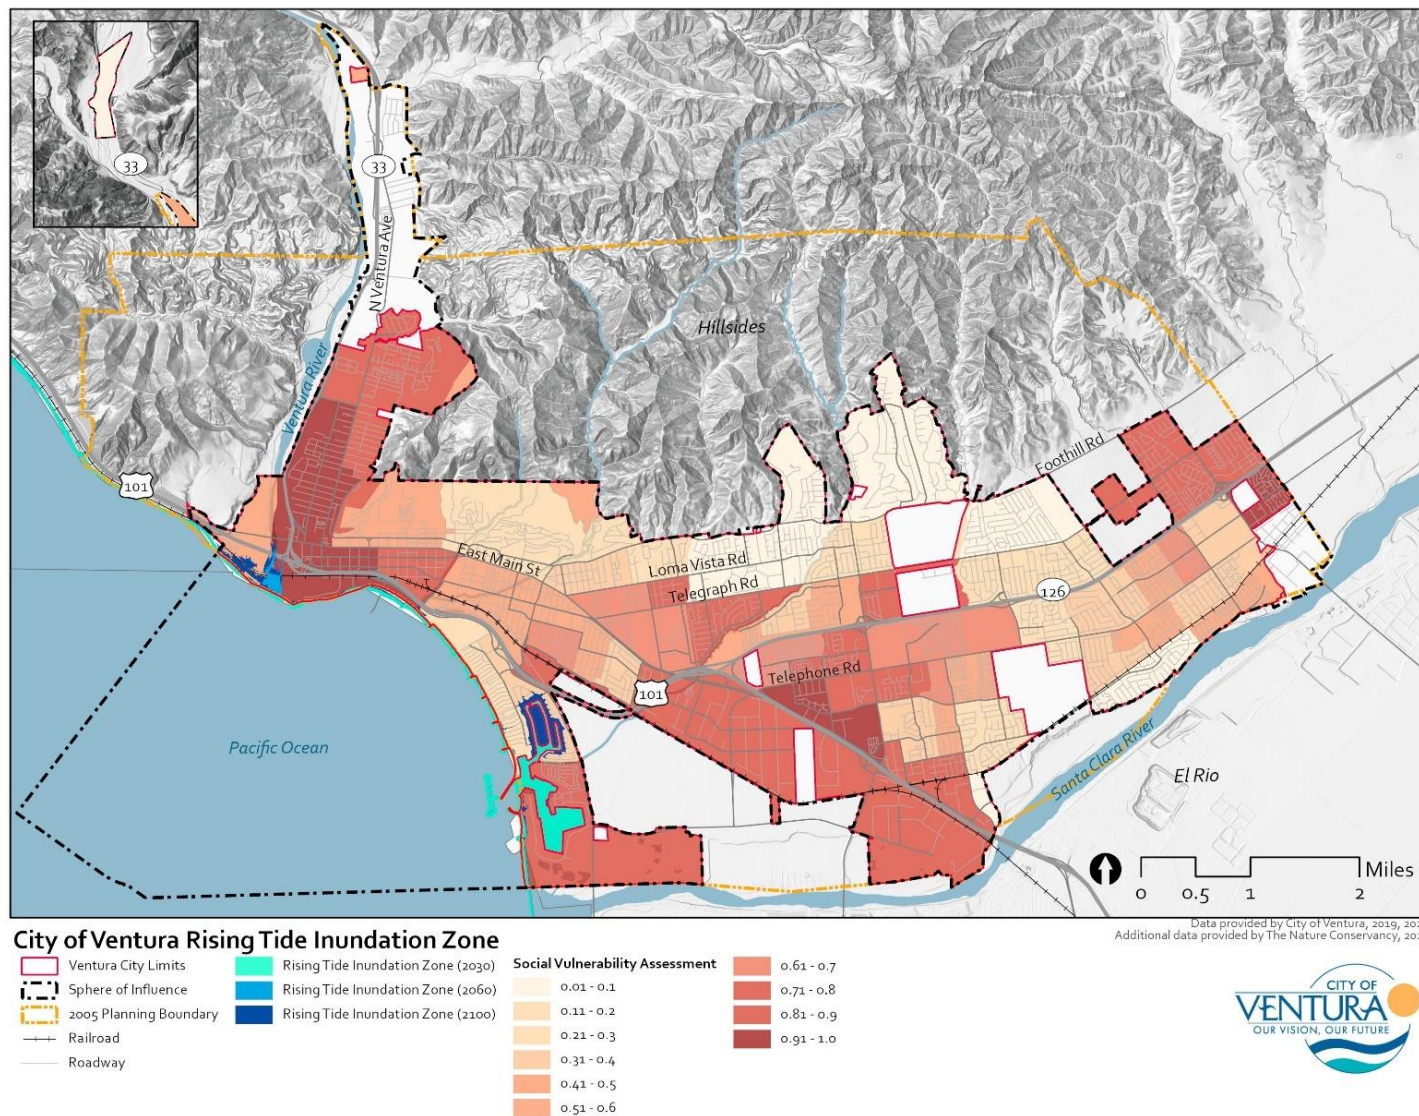 33
33
N Ventura Ave
Hillsides
Ventura River
Foothill Rd
101
East Main St
Loma Vista Rd
Telegraph Rd
126
Telephone Rd
101
Pacific Ocean
Santa Clara River
El Rio
Miles
0 0.5 1 2
Data provided by City of Ventura, 2019,
Additional data provided by The Nature Conservancy,
City of Ventura Rising Tide Inundation Zone
Ventura City Limits
Sphere of Influence
2005 Planning Boundary
Railroad
Roadway
Rising Tide Inundation Zone (2030)
Rising Tide Inundation Zone (2060)
Rising Tide Inundation Zone (2100)
Social Vulnerability Assessment
0.01 - 0.1
0.11 - 0.2
0.21 - 0.3
0.31 - 0.4
0.41 - 0.5
0.51 - 0.6
0.61 - 0.7
0.71 - 0.8
0.81 - 0.9
0.91 - 1.0
CITY OF
VENTURA
OUR VISION, OUR FUTURE